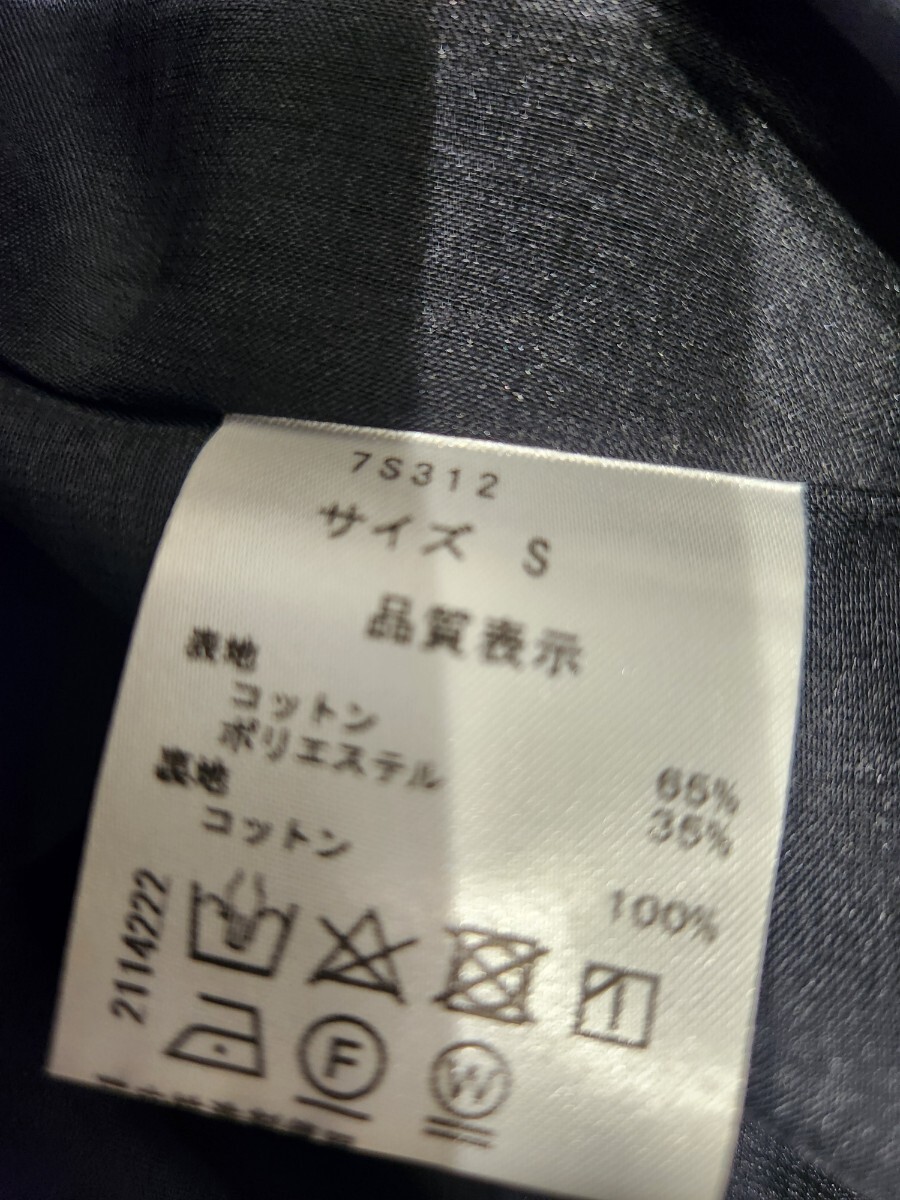 7S312
サイズ S
品質表示
表地
コットン 65%
ポリエステル 35%
裏地
コットン 100%
2114222
F
W